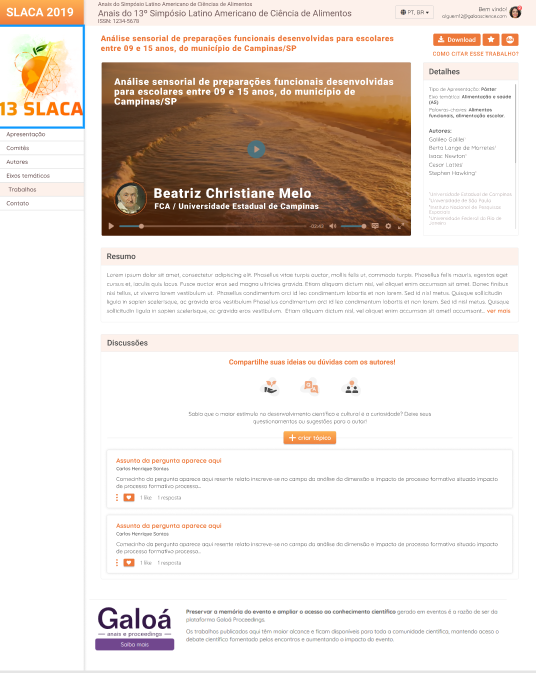 SLACA 2019
Anais do Simpósio Latino Americano de Ciências de Alimentos
Anais do 13º Simpósio Latino Americano de Ciência de Alimentos
ISSN: 1234-5678
PT, BR
Bem vindo!
13 SLACA
Apresentação
Comitês
Autores
Eixos temáticos
Trabalhos
Contato
Análise sensorial de preparações funcionais desenvolvidas para escolares
entre 09 e 15 anos, do município de Campinas/SP
Download
COMO CITAR ESSE TRABALHO?
Análise sensorial de preparações funcionais desenvolvidas
para escolares entre 09 e 15 anos, do município de
Campinas/SP
Beatriz Christiane Melo
FCA / Universidade Estadual de Campinas
02:43
Detalhes
Tipo de Apresentação: Pôster
Eixo temático: Alimentação e saúde
(AS)
Palavras-chaves: Alimentos
funcionais, alimentação escolar.
Autores:
Galileo Galilei
Berta Lange de Morretes
Isaac Newton
Cesar Lattes
Stephen Hawking
Universidade Estadual de Campinas
Universidade de São Paulo
Instituto Nacional de Pesquisas
Espaciais
Universidade Federal do Rio de
Janeiro
Resumo
Lorem ipsum dolor sit amet, consectetur adipiscing elit. Phasellus vitae turpis auctor, mollis felis ut, commodo turpis. Phasellus felis mauris, egestas eget
cursus et, iaculis quis lacus. Fusce auctor eros sed magna ultrices gravida. Etiam aliquam dictum nisl, vel aliquet enim accumsan sit amet. Donec finibus
nisi tellus, ut viverra lorem vestibulum ut. Phasellus condimentum orci id leo condimentum lobortis et non lorem. Sed id nisl metus. Quisque sollicitudin
ligula in sapien scelerisque, ac gravida eros vestibulum Phasellus condimentum orci id leo condimentum lobortis et non lorem. Sed id nisl metus. Quisque
sollicitudin ligula in sapien scelerisque, ac gravida eros vestibulum. Etiam aliquam dictum nisl, vel aliquet enim accumsan sit amet accumsant... ver mais
Discussões
Compartilhe suas ideias ou dúvidas com os autores!
Sabia que o maior estímulo no desenvolvimento científico e cultural é a curiosidade? Deixe seus
questionamentos ou sugestões para o autor!
criar tópico
Assunto da pergunta aparece aqui
Carlos Henrique Santos
Comecinho da pergunta aparece aqui resente relato inscreve-se no campo da análise da dimensão e impacto de processo formativo situado impacto
de processo formativo processo...
1 like 1 resposta
Assunto da pergunta aparece aqui
Carlos Henrique Santos
Comecinho da pergunta aparece aqui resente relato inscreve-se no campo da análise da dimensão e impacto de processo formativo situado impacto
de processo formativo processo...
1 like 1 resposta
Galoá
anais e proceedings
Saiba mais
Preservar a memória do evento e ampliar o acesso ao conhecimento científico gerado em eventos é a razão de ser da
plataforma Galoá Proceedings.
Os trabalhos publicados aqui têm maior alcance e ficam disponíveis para toda a comunidade científica, mantendo aceso o
debate científico fomentado pelos encontros e aumentando o impacto do evento.